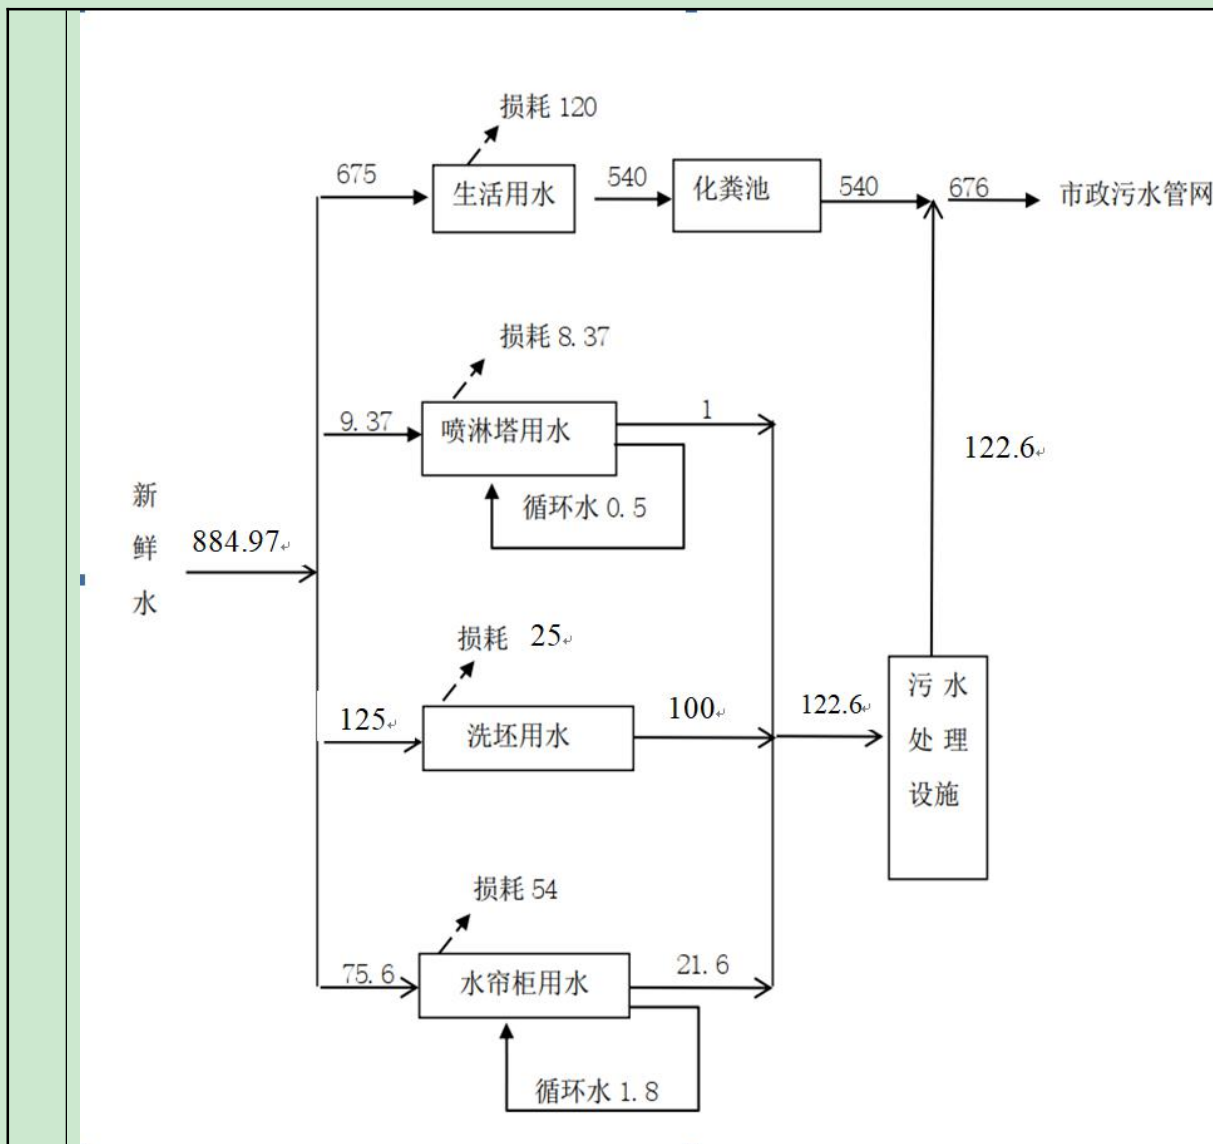 损耗 120
675
生活用水
540
化粪池
540
676
市政污水管网
损耗 8.37
9.37
喷淋塔用水
1
循环水 0.5
122.6
新鲜水
884.97
损耗 25
125
洗坯用水
100
122.6
污水
处理
设施
损耗 54
75.6
水帘柜用水
21.6
循环水 1.8